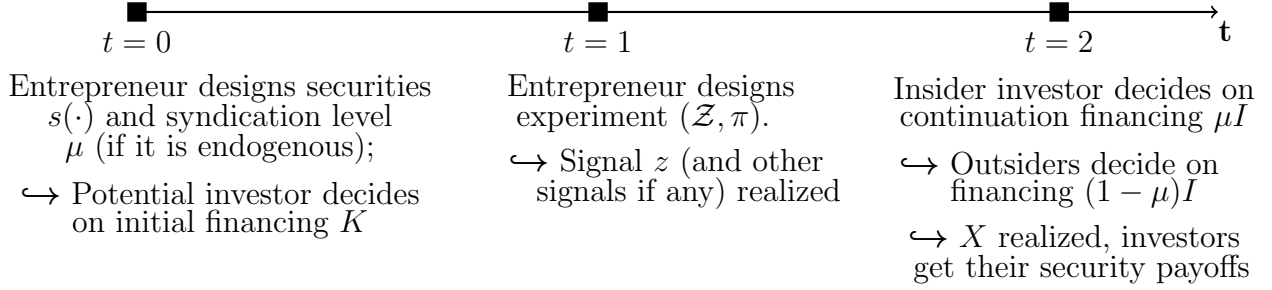 t
t = 0
t = 1
t = 2
Entrepreneur designs securities
s(·) and syndication level
μ (if it is endogenous);
↪ Potential investor decides
on initial financing K
Entrepreneur designs
experiment (𝒵, π).
↪ Signal z (and other
signals if any) realized
Insider investor decides on
continuation financing μI
↪ Outsiders decide on
financing (1 − μ)I
↪ X realized, investors
get their security payoffs